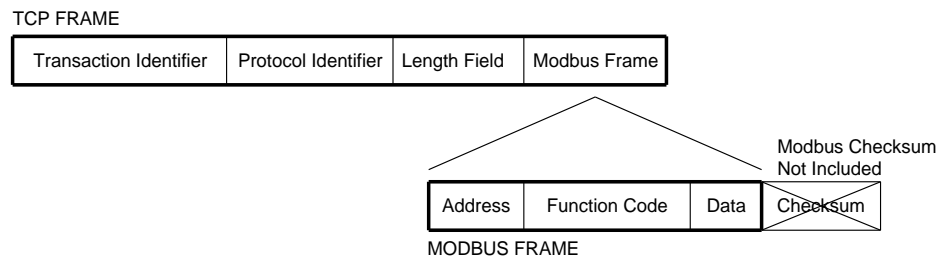 TCP FRAME
Transaction Identifier Protocol Identifier Length Field Modbus Frame
Modbus Checksum
Not Included
Address Function Code Data Checksum
MODBUS FRAME